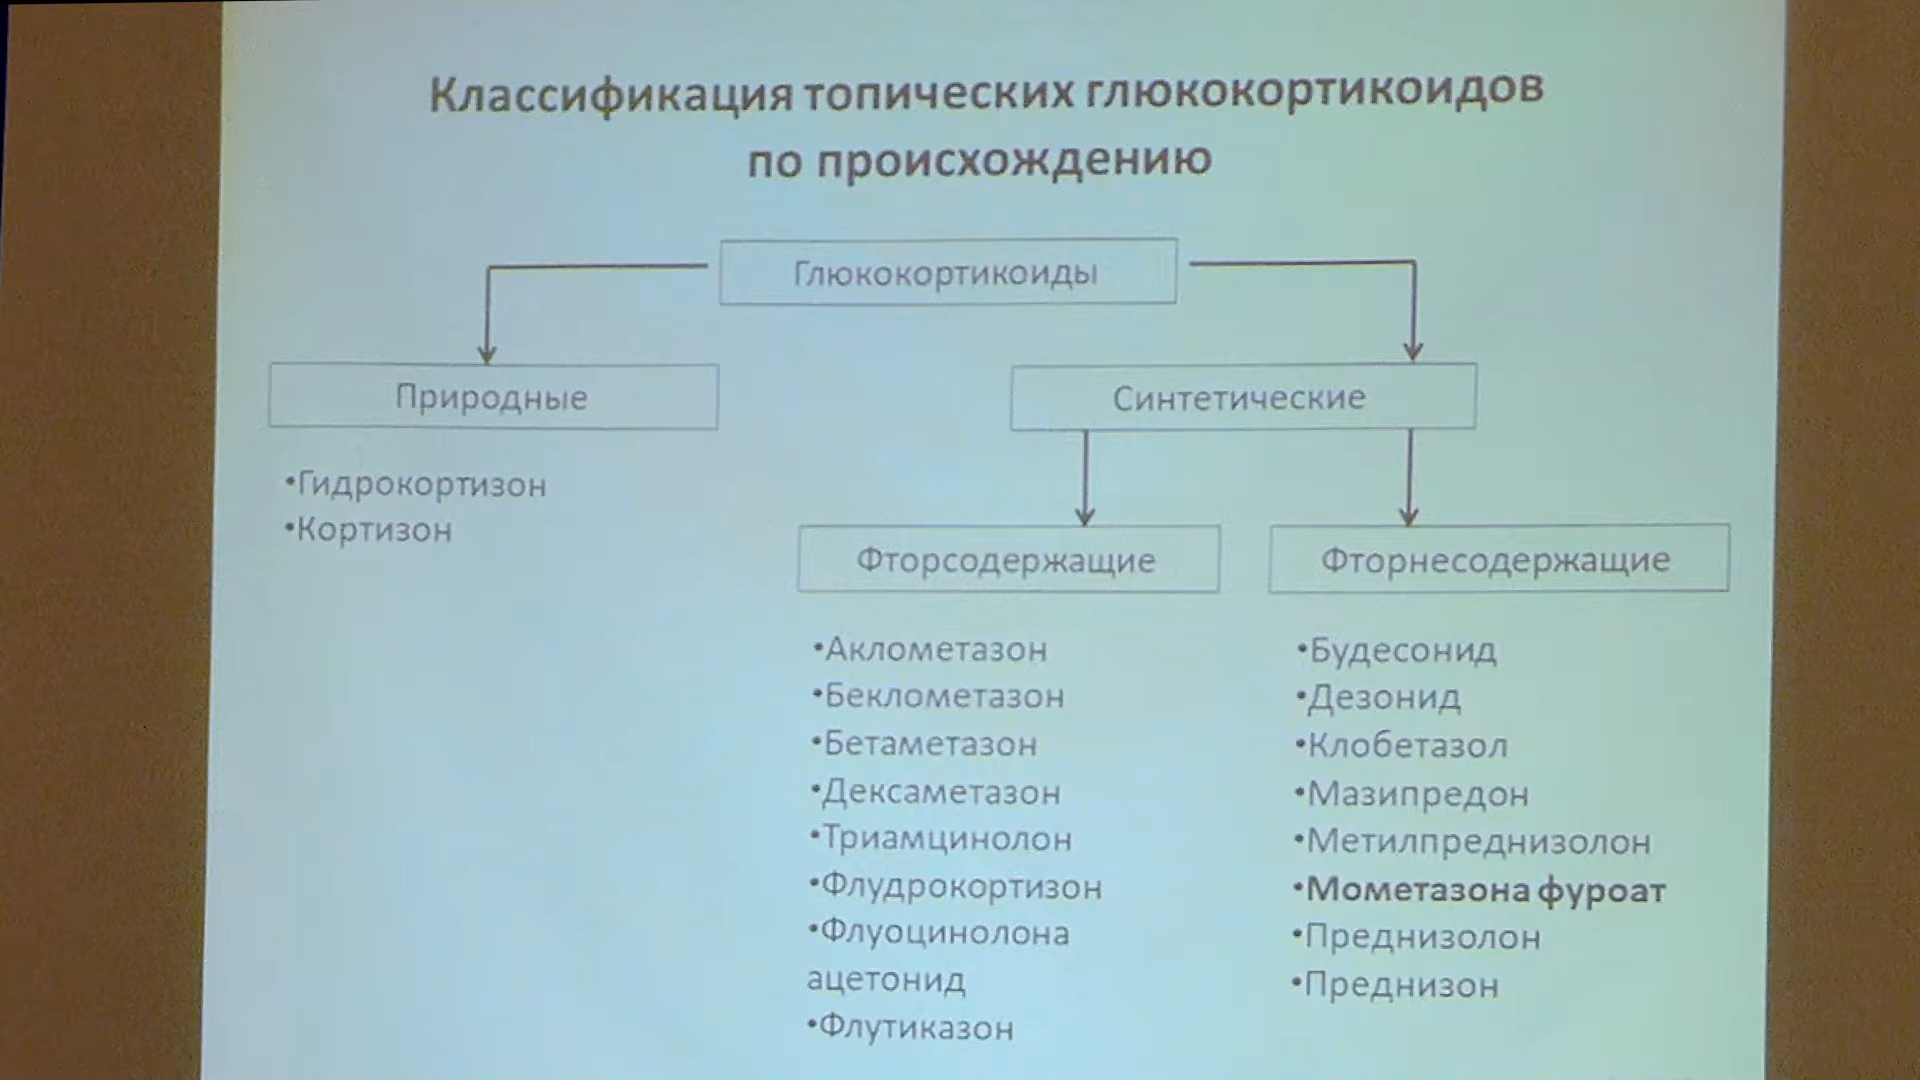 Классификация топических глюкокортикоидов
по происхождению
Глюкокортикоиды
Природные
Синтетические
•Гидрокортизон
•Кортизон
Фторсодержащие
Фторнесодержащие
•Аклометазон
•Беклометазон
•Бетаметазон
•Дексаметазон
•Триамцинолон
•Флудрокортизон
•Флуоцинолона
ацетонид
•Флутиказон
•Будесонид
•Дезонид
•Клобетазол
•Мазипредон
•Метилпреднизолон
•Мометазона фуроат
•Преднизолон
•Преднизон